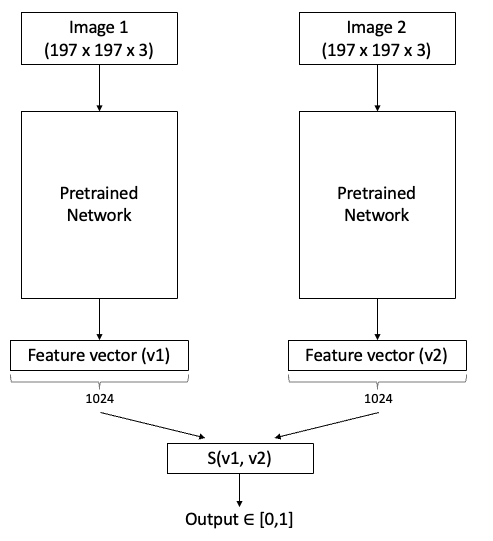 Image 1
(197 x 197 x 3)
Image 2
(197 x 197 x 3)
Pretrained
Network
Pretrained
Network
Feature vector (v1)
Feature vector (v2)
1024
1024
S(v1, v2)
Output ∈ [0,1]